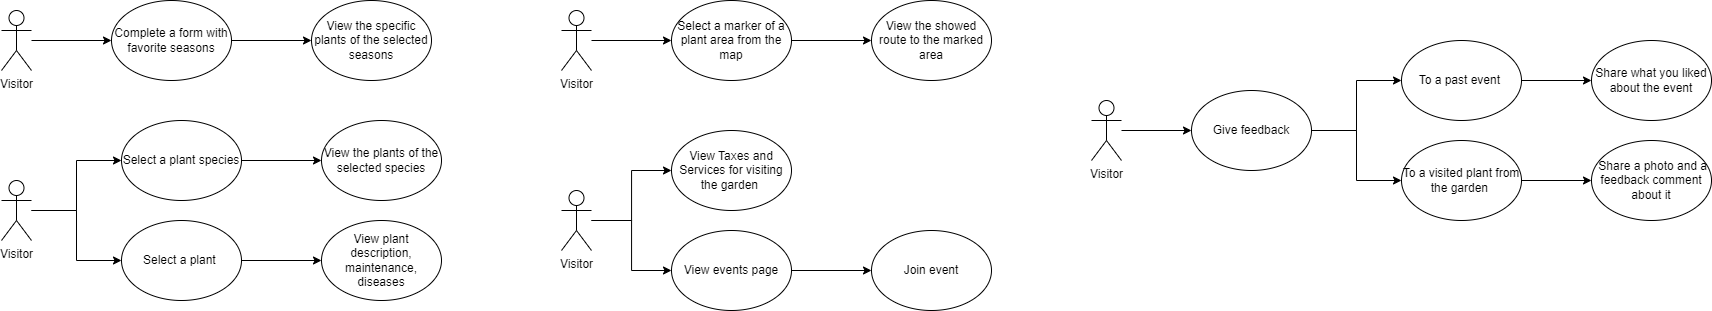 Visitor
Complete a form with
favorite seasons
View the specific
plants of the selected
seasons
Visitor
Select a plant species
View the plants of the
selected species
Select a plant
View plant
description,
maintenance,
diseases
Visitor
Select a marker of a
plant area from the
map
View the showed
route to the marked
area
Visitor
View Taxes and
Services for visiting
the garden
View events page
Join event
Visitor
Give feedback
To a past event
Share what you liked
about the event
To a visited plant from
the garden
Share a photo and a
feedback comment
about it